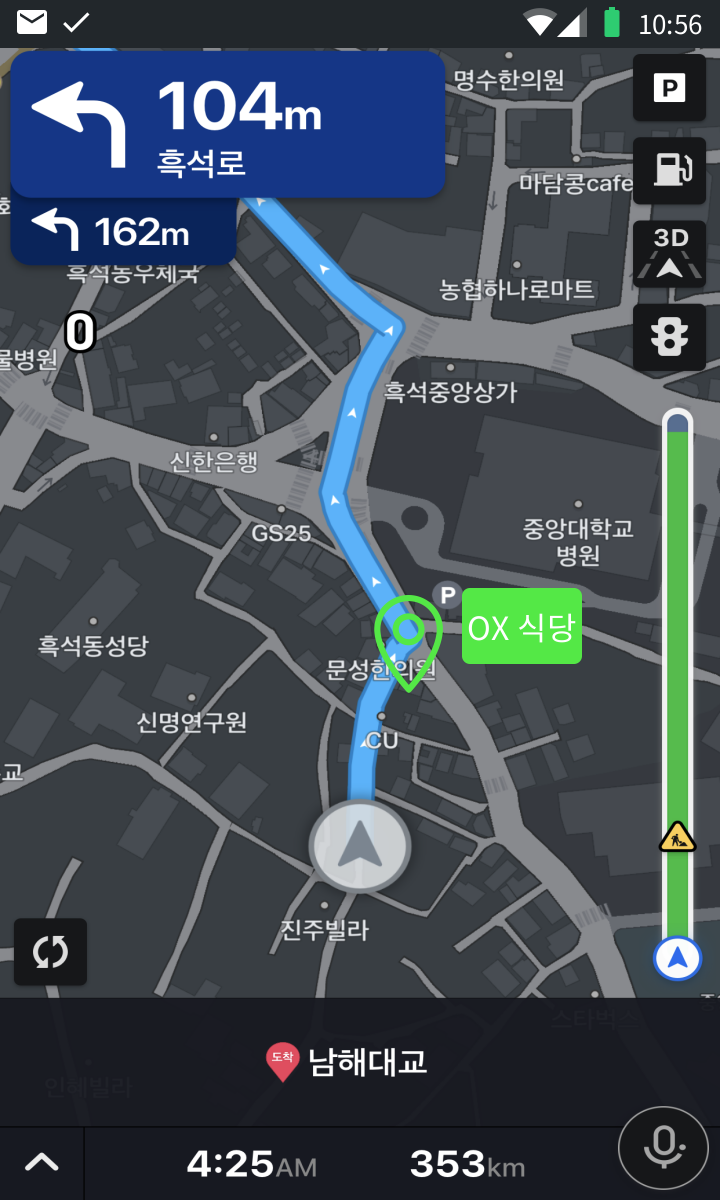 10:56
104m
흑석로
162m
명수한의원
P
마담콩cafe
흑석동우체국
3D
농협하나로마트
0
물병원
흑석중앙상가
신한은행
GS25
중앙대학교
병원
P
OX 식당
흑석동성당
문성한의원
신명연구원
CU
교
진주빌라
스타벅스
도착 남해대교
인혜빌라
4:25AM
353km